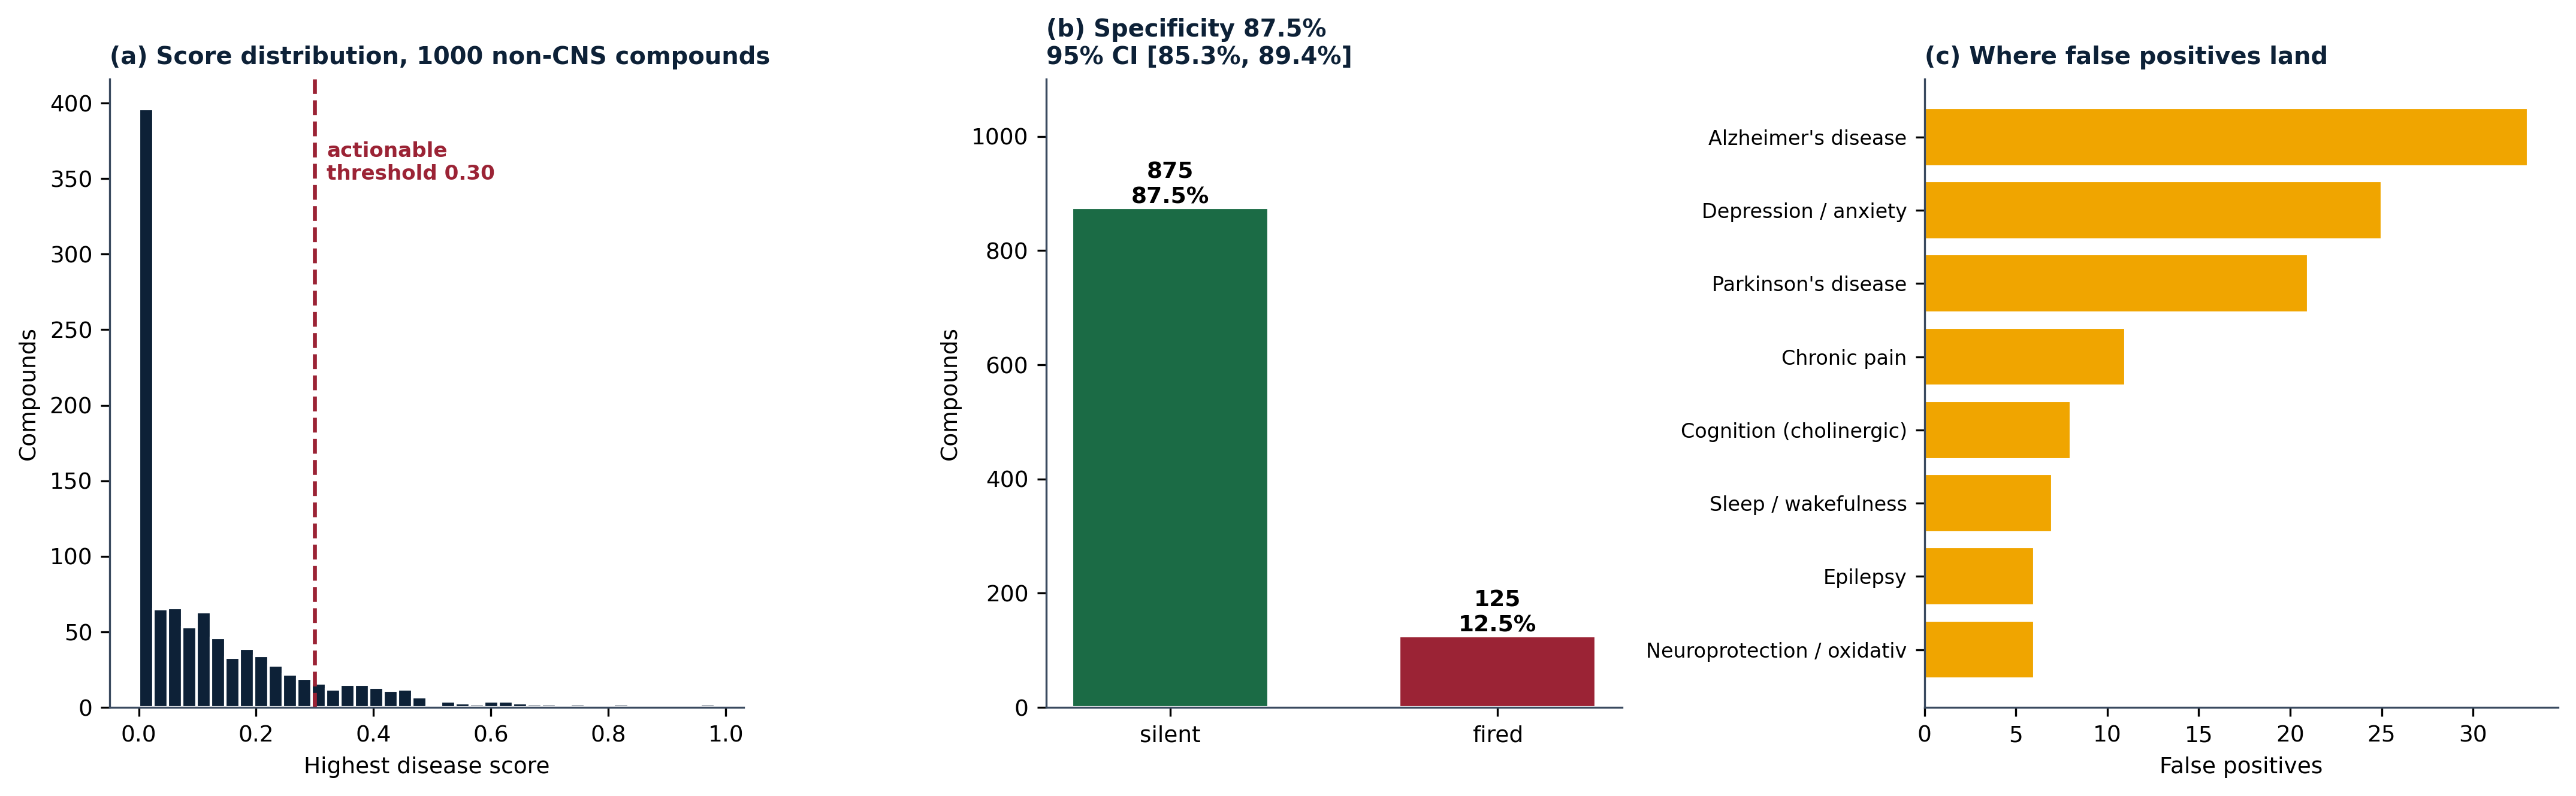 (a) Score distribution, 1000 non-CNS compounds
400
350
300
250
200
150
100
50
0
Compounds
actionable
threshold 0.30
0.0 0.2 0.4 0.6 0.8 1.0
Highest disease score
(b) Specificity 87.5%
95% CI [85.3%, 89.4%]
1000
800
600
400
200
0
Compounds
875
87.5%
125
12.5%
silent fired
(c) Where false positives land
Alzheimer's disease
Depression / anxiety
Parkinson's disease
Chronic pain
Cognition (cholinergic)
Sleep / wakefulness
Epilepsy
Neuroprotection / oxidativ
0 5 10 15 20 25 30
False positives